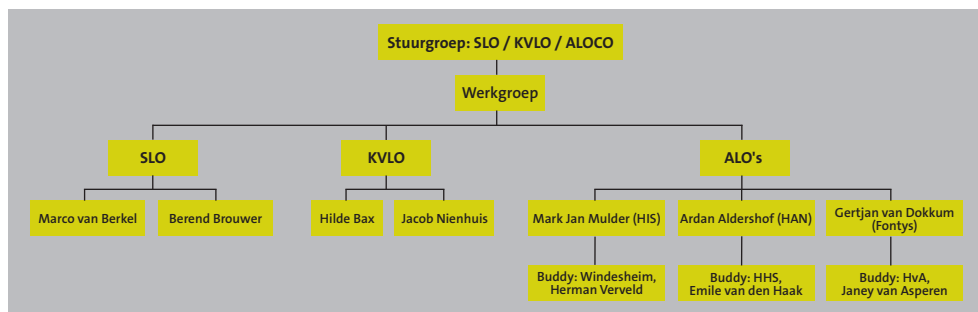 Stuurgroep: SLO / KVLO / ALOCO
Werkgroep
SLO
KVLO
ALO's
Marco van Berkel
Berend Brouwer
Hilde Bax
Jacob Nienhuis
Mark Jan Mulder (HIS)
Ardan Aldershof (HAN)
Gertjan van Dokkum
(Fontys)
Buddy: Windesheim,
Herman Verveld
Buddy: HHS,
Emile van den Haak
Buddy: HvA,
Janey van Asperen